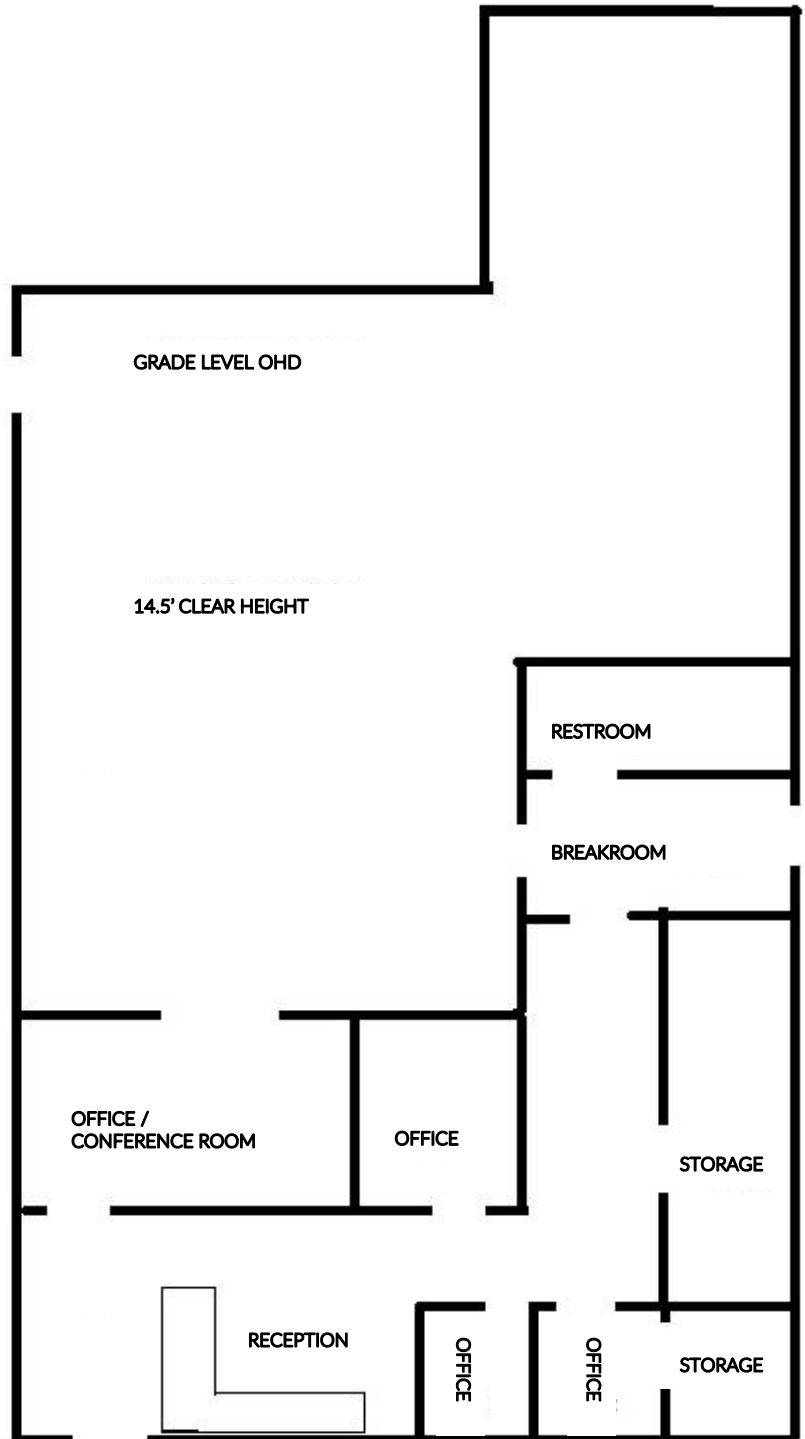 GRADE LEVEL OHD
14.5' CLEAR HEIGHT
RESTROOM
BREAKROOM
OFFICE /
CONFERENCE ROOM
OFFICE
STORAGE
RECEPTION
OFFICE
OFFICE
STORAGE